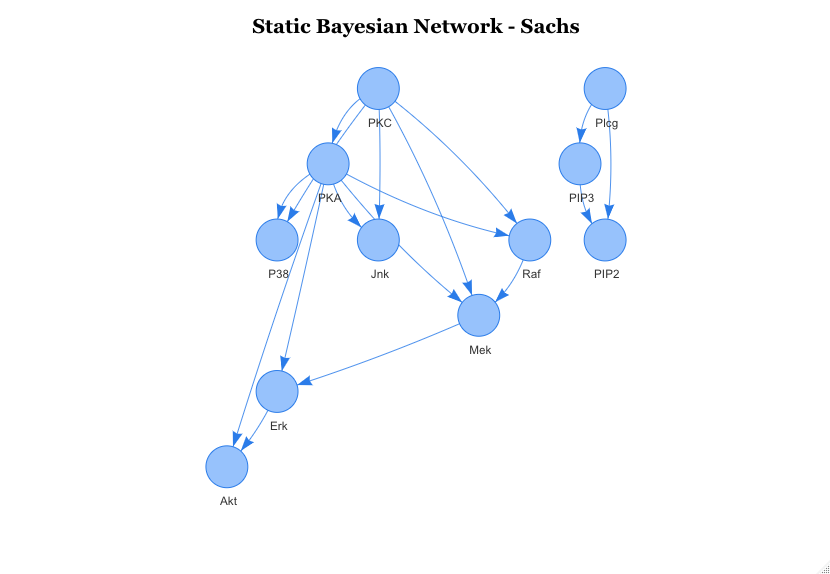 Static Bayesian Network - Sachs
PKC
Plcg
PKA
PIP3
P38
Jnk
Raf
PIP2
Mek
Erk
Akt